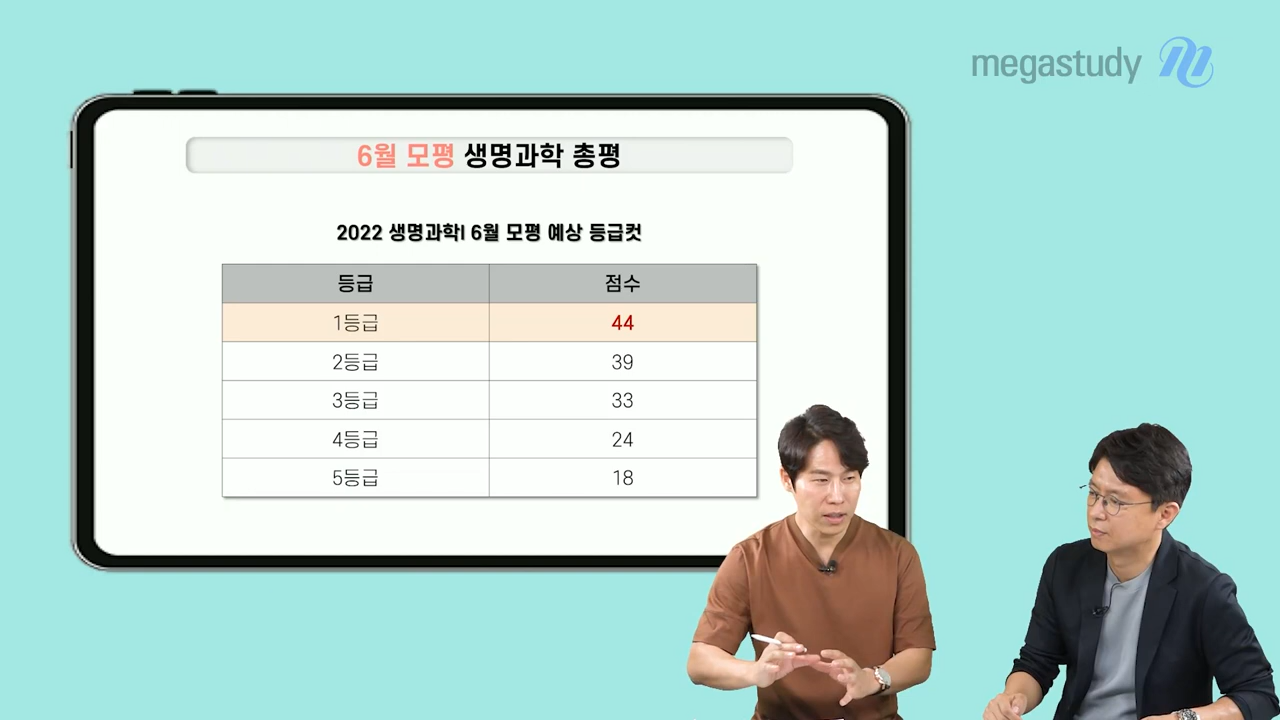 megastudy
6월 모평 생명과학 총평
2022 생명과학Ⅰ 6월 모평 예상 등급컷
등급 점수
1등급 44
2등급 39
3등급 33
4등급 24
5등급 18